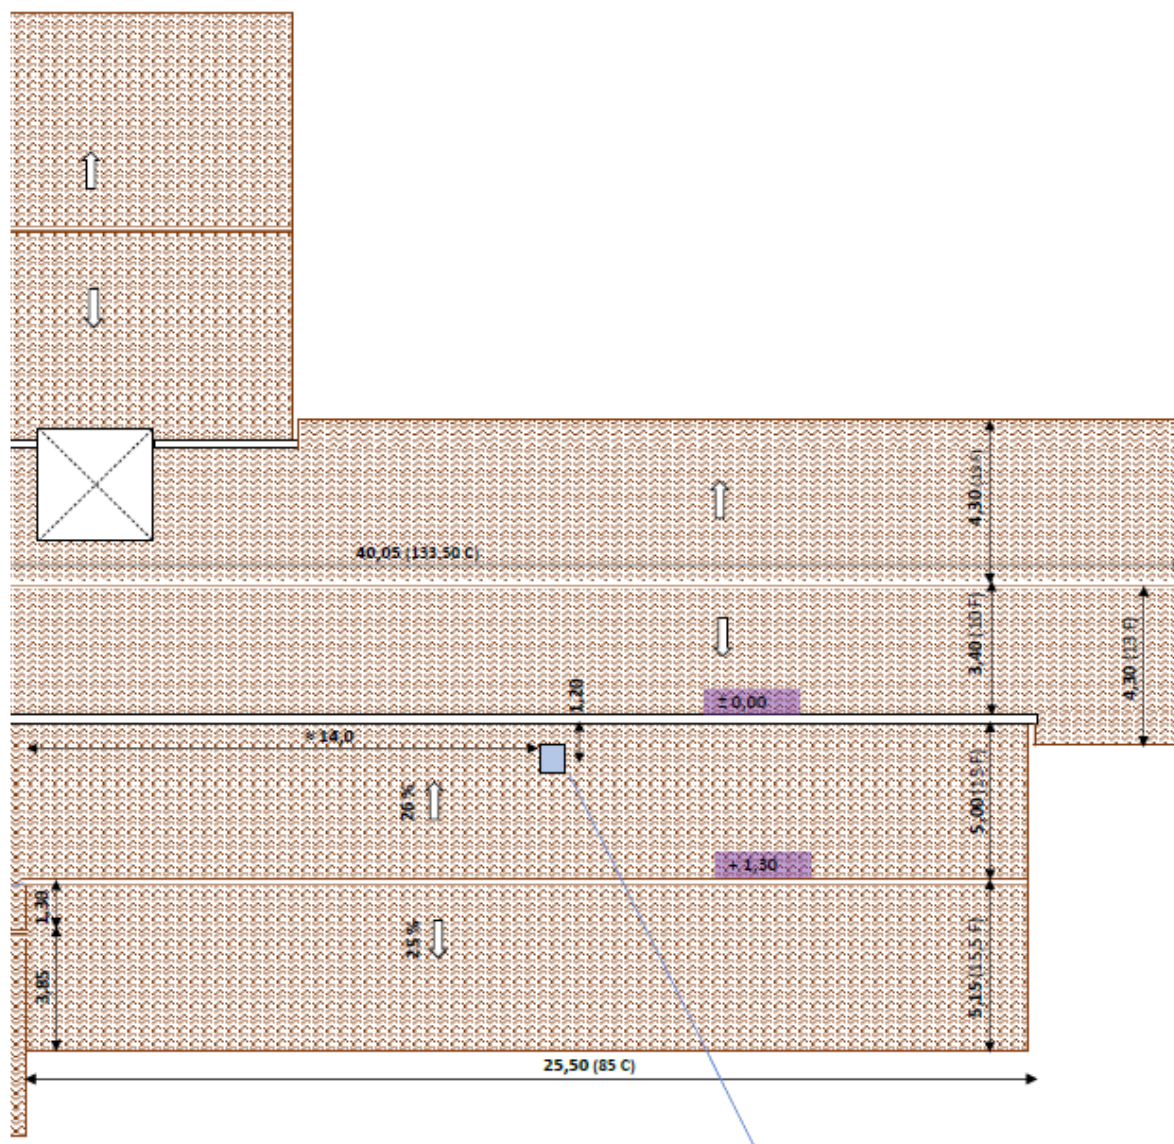 4,30 (13 F)
40,05 (133.50 C)
3,40 (10 F)
4,30 (13 F)
1,20
± 0,00
≈ 14,0
26 %
5,00 (15 F)
+ 1,30
1,30
25 %
3,85
5,15 (15,5 F)
25,50 (85 C)